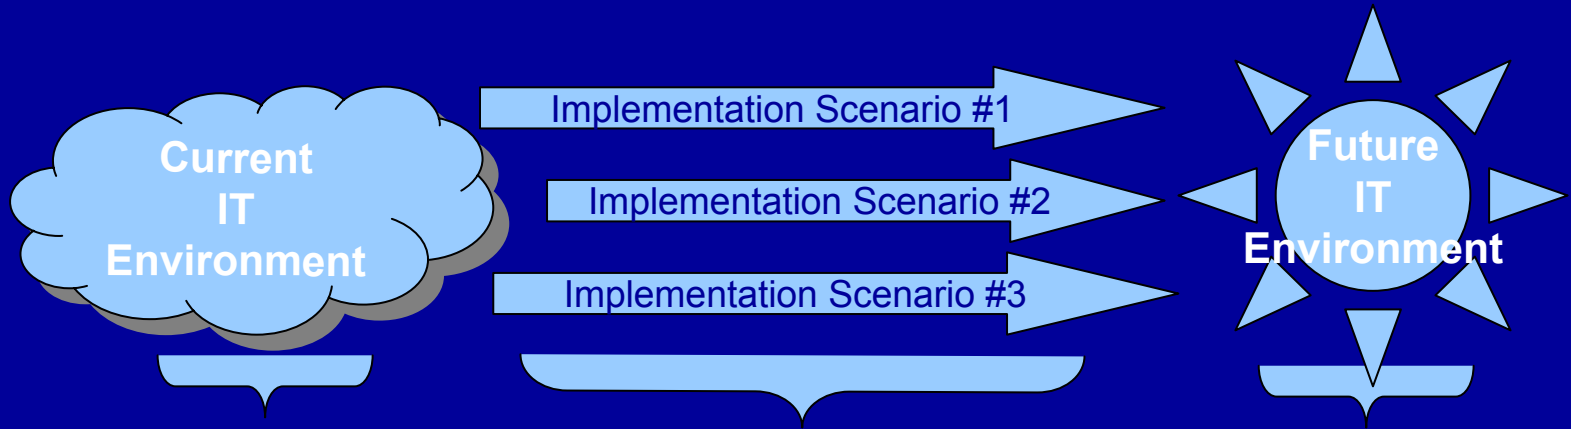 Current
IT
Environment
Implementation Scenario #1
Implementation Scenario #2
Implementation Scenario #3
Future
IT
Environment